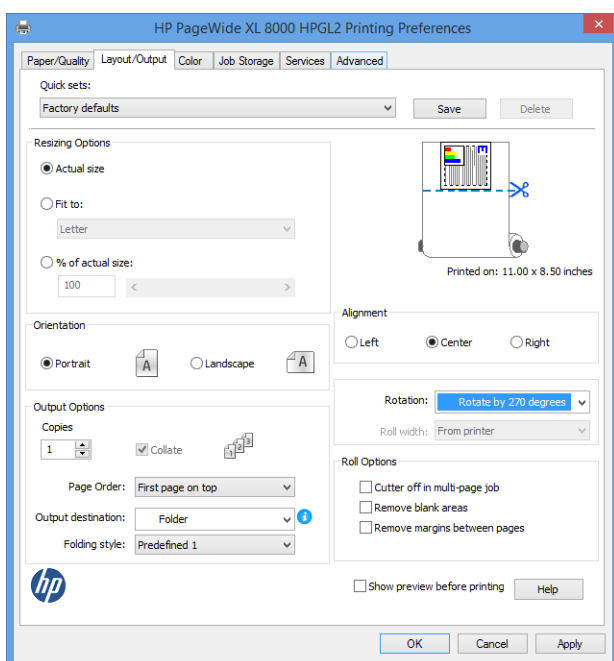 HP PageWide XL 8000 HPGL2 Printing Preferences
Paper/Quality Layout/Output Color Job Storage Services Advanced
Quick sets:
Factory defaults Save Delete
Resizing Options
Actual size
Fit to:
Letter
% of actual size:
100
Printed on: 11.00 x 8.50 inches
Orientation
Portrait A Landscape A
Alignment
Left Center Right
Output Options
Copies
1 Collate 1 2 3
Page Order: First page on top
Output destination: Folder i
Folding style: Predefined 1
Rotation: Rotate by 270 degrees
Roll width: From printer
Roll Options
Cutter off in multi-page job
Remove blank areas
Remove margins between pages
hp
Show preview before printing Help
OK Cancel Apply